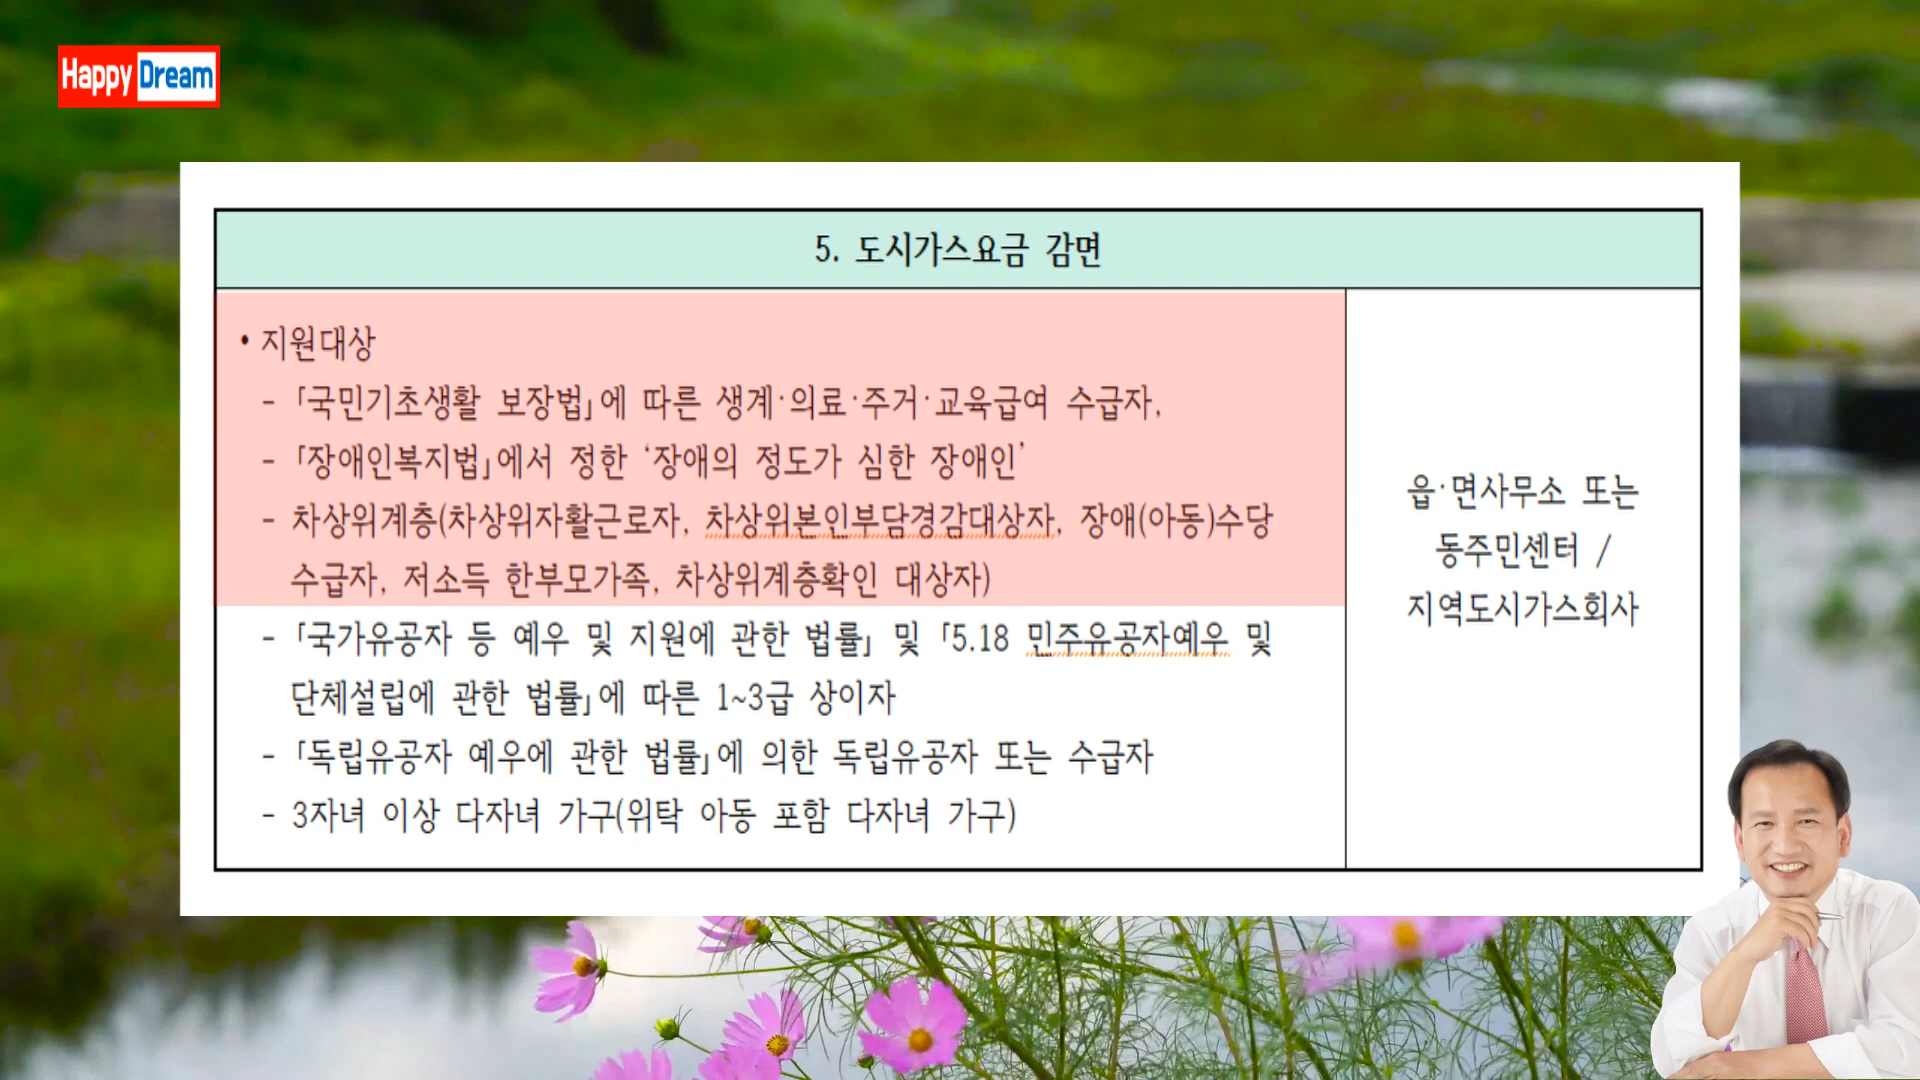 Happy Dream
5. 도시가스요금 감면
• 지원대상
- 「국민기초생활 보장법」에 따른 생계·의료·주거·교육급여 수급자,
- 「장애인복지법」에서 정한 ‘장애의 정도가 심한 장애인’
- 차상위계층(차상위자활근로자, 차상위본인부담경감대상자, 장애(아동)수당
수급자, 저소득 한부모가족, 차상위계층확인 대상자)
- 「국가유공자 등 예우 및 지원에 관한 법률」 및 「5.18 민주유공자예우 및
단체설립에 관한 법률」에 따른 1~3급 상이자
- 「독립유공자 예우에 관한 법률」에 의한 독립유공자 또는 수급자
- 3자녀 이상 다자녀 가구(위탁 아동 포함 다자녀 가구)
읍·면사무소 또는
동주민센터 /
지역도시가스회사